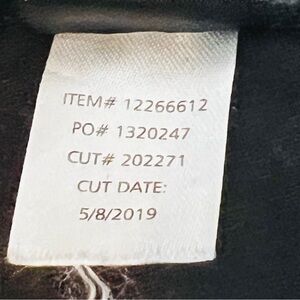 ITEM# 12266612
PO# 1320247
CUT# 202271
CUT DATE:
5/8/2019